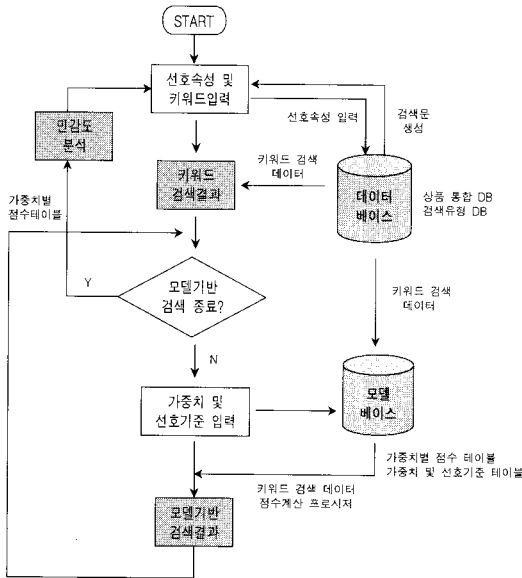 START
선호속성 및
키워드입력
민감도
분석
선호속성 입력
검색문
생성
키워드 검색
데이터
키워드
검색결과
데이터
베이스
상품 통합 DB
검색유형 DB
가중치별
점수테이블
Y
모델기반
검색 종료?
키워드 검색
데이터
N
가중치 및
선호기준 입력
모델
베이스
가중치별 점수 테이블
가중치 및 선호기준 테이블
키워드 검색 데이터
점수계산 프로시저
모델기반
검색결과